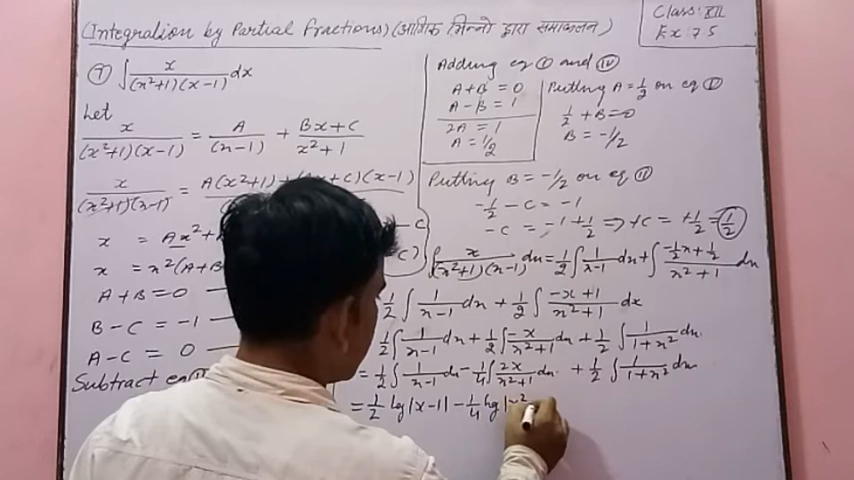 (Integration by Partial Fractions) (आंशिक भिन्नो द्वारा समाकलन)
Class: XII
Ex: 7.5
⑨ ∫ x/((x²+1)(x-1)) dx
Let
x/((x²+1)(x-1)) = A/(x-1) + (Bx+C)/(x²+1)
x/((x²+1)(x-1)) = A(x²+1) + C)(x-1)
x = Ax²+ - C
x = x²(A+B C)
A+B=0
B-C = -1
A-C = 0
Subtract eq
Adding eq ① and ⓘⓥ
A+B = 0
A-B = 1
2A = 1
A = 1/2
Putting A=1/2 on eq ①
1/2 + B=0
B = -1/2
Putting B = -1/2 on eq ⑪
-1/2 - C = -1
-C = -1 + 1/2 ⇒ +C = +1/2 = 1/2
∫ x/((x²+1)(x-1)) dx = 1/2 ∫ 1/(x-1) dx + ∫ (-1/2 x + 1/2)/(x²+1) dx
1/2 ∫ 1/(x-1) dx + 1/2 ∫ (-x+1)/(x²+1) dx
1/2 ∫ 1/(x-1) dx + 1/2 ∫ -x/(x²+1) dx + 1/2 ∫ 1/(1+x²) dx
= 1/2 ∫ 1/(x-1) dx - 1/4 ∫ 2x/(x²+1) dx + 1/2 ∫ 1/(1+x²) dx
= 1/2 log|x-1| - 1/4 log|x²